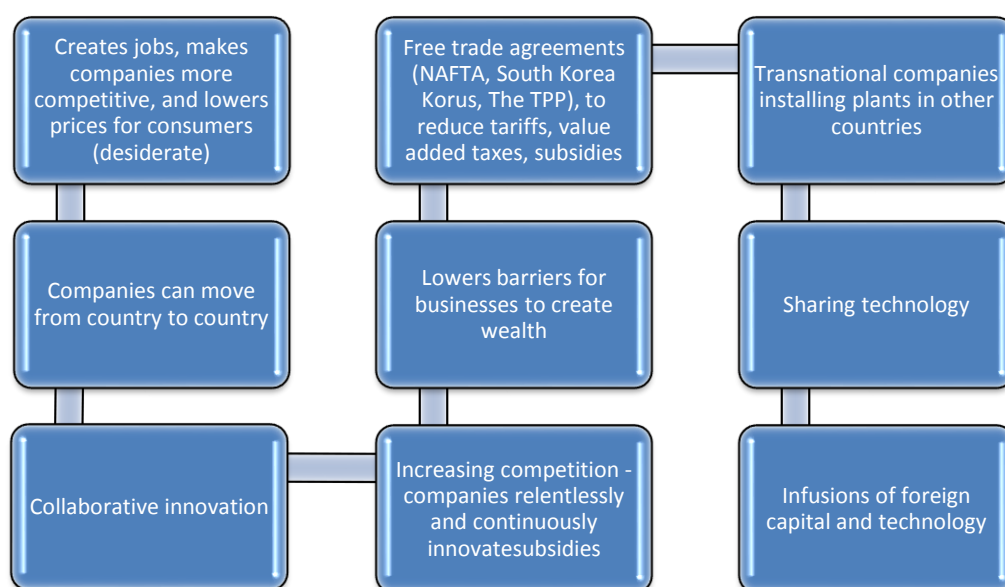 Creates jobs, makes
companies more
competitive, and lowers
prices for consumers
(desiderate)
Companies can move
from country to country
Collaborative innovation
Increasing competition -
companies relentlessly
and continuously
innovatesubsidies
Lowers barriers for
businesses to create
wealth
Free trade agreements
(NAFTA, South Korea
Korus, The TPP), to
reduce tariffs, value
added taxes, subsidies
Transnational companies
installing plants in other
countries
Sharing technology
Infusions of foreign
capital and technology